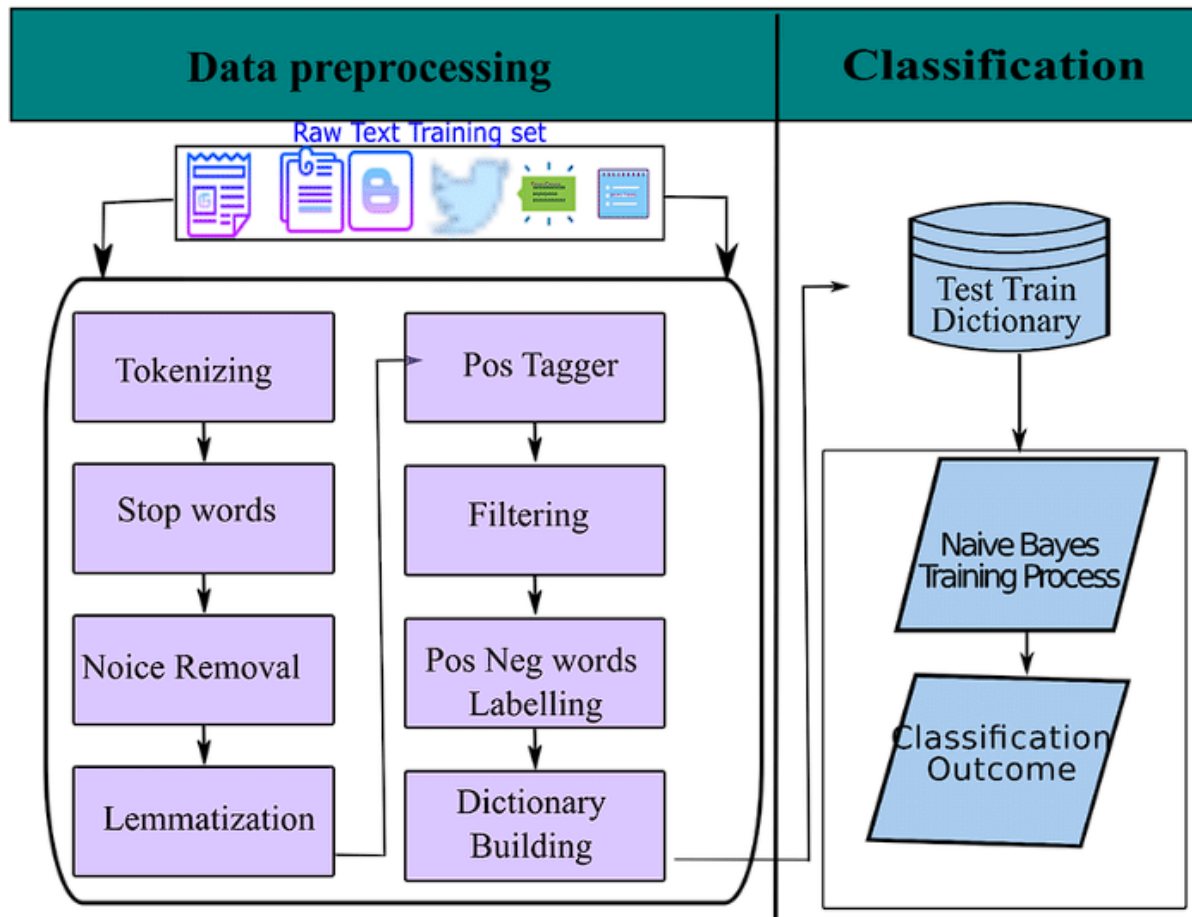 Data preprocessing
Classification
Raw Text Training set
Tokenizing
Stop words
Noice Removal
Lemmatization
Pos Tagger
Filtering
Pos Neg words
Labelling
Dictionary
Building
Test Train
Dictionary
Naive Bayes
Training Process
Classification
Outcome